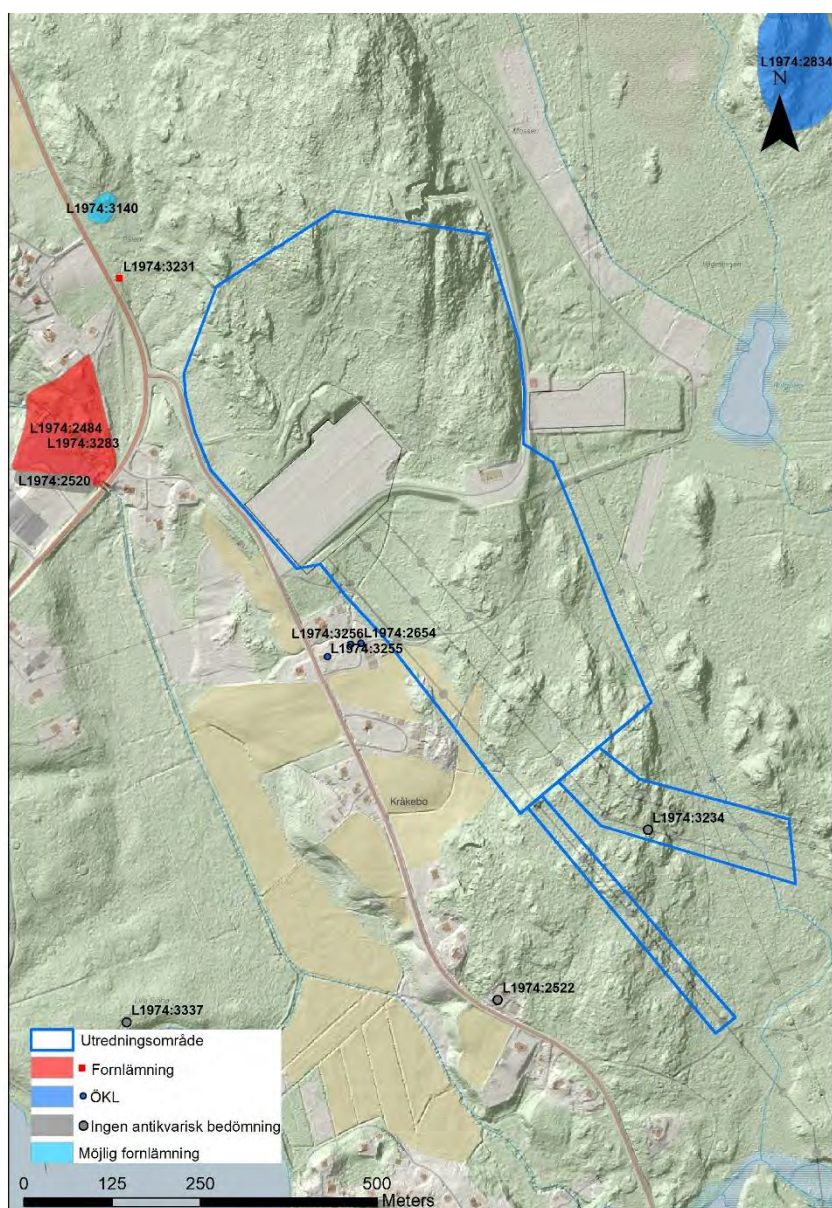 L1974:2834
N
Mossen
L1974:3140
L1974:3231
L1974:2484
L1974:3283
L1974:2520
L1974:3256
L1974:2654
L1974:3255
Kråkebo
L1974:3234
L1974:2522
L1974:3337
Utredningsområde
Fornlämning
ÖKL
Ingen antikvarisk bedömning
Möjlig fornlämning
0 125 250 500
Meters